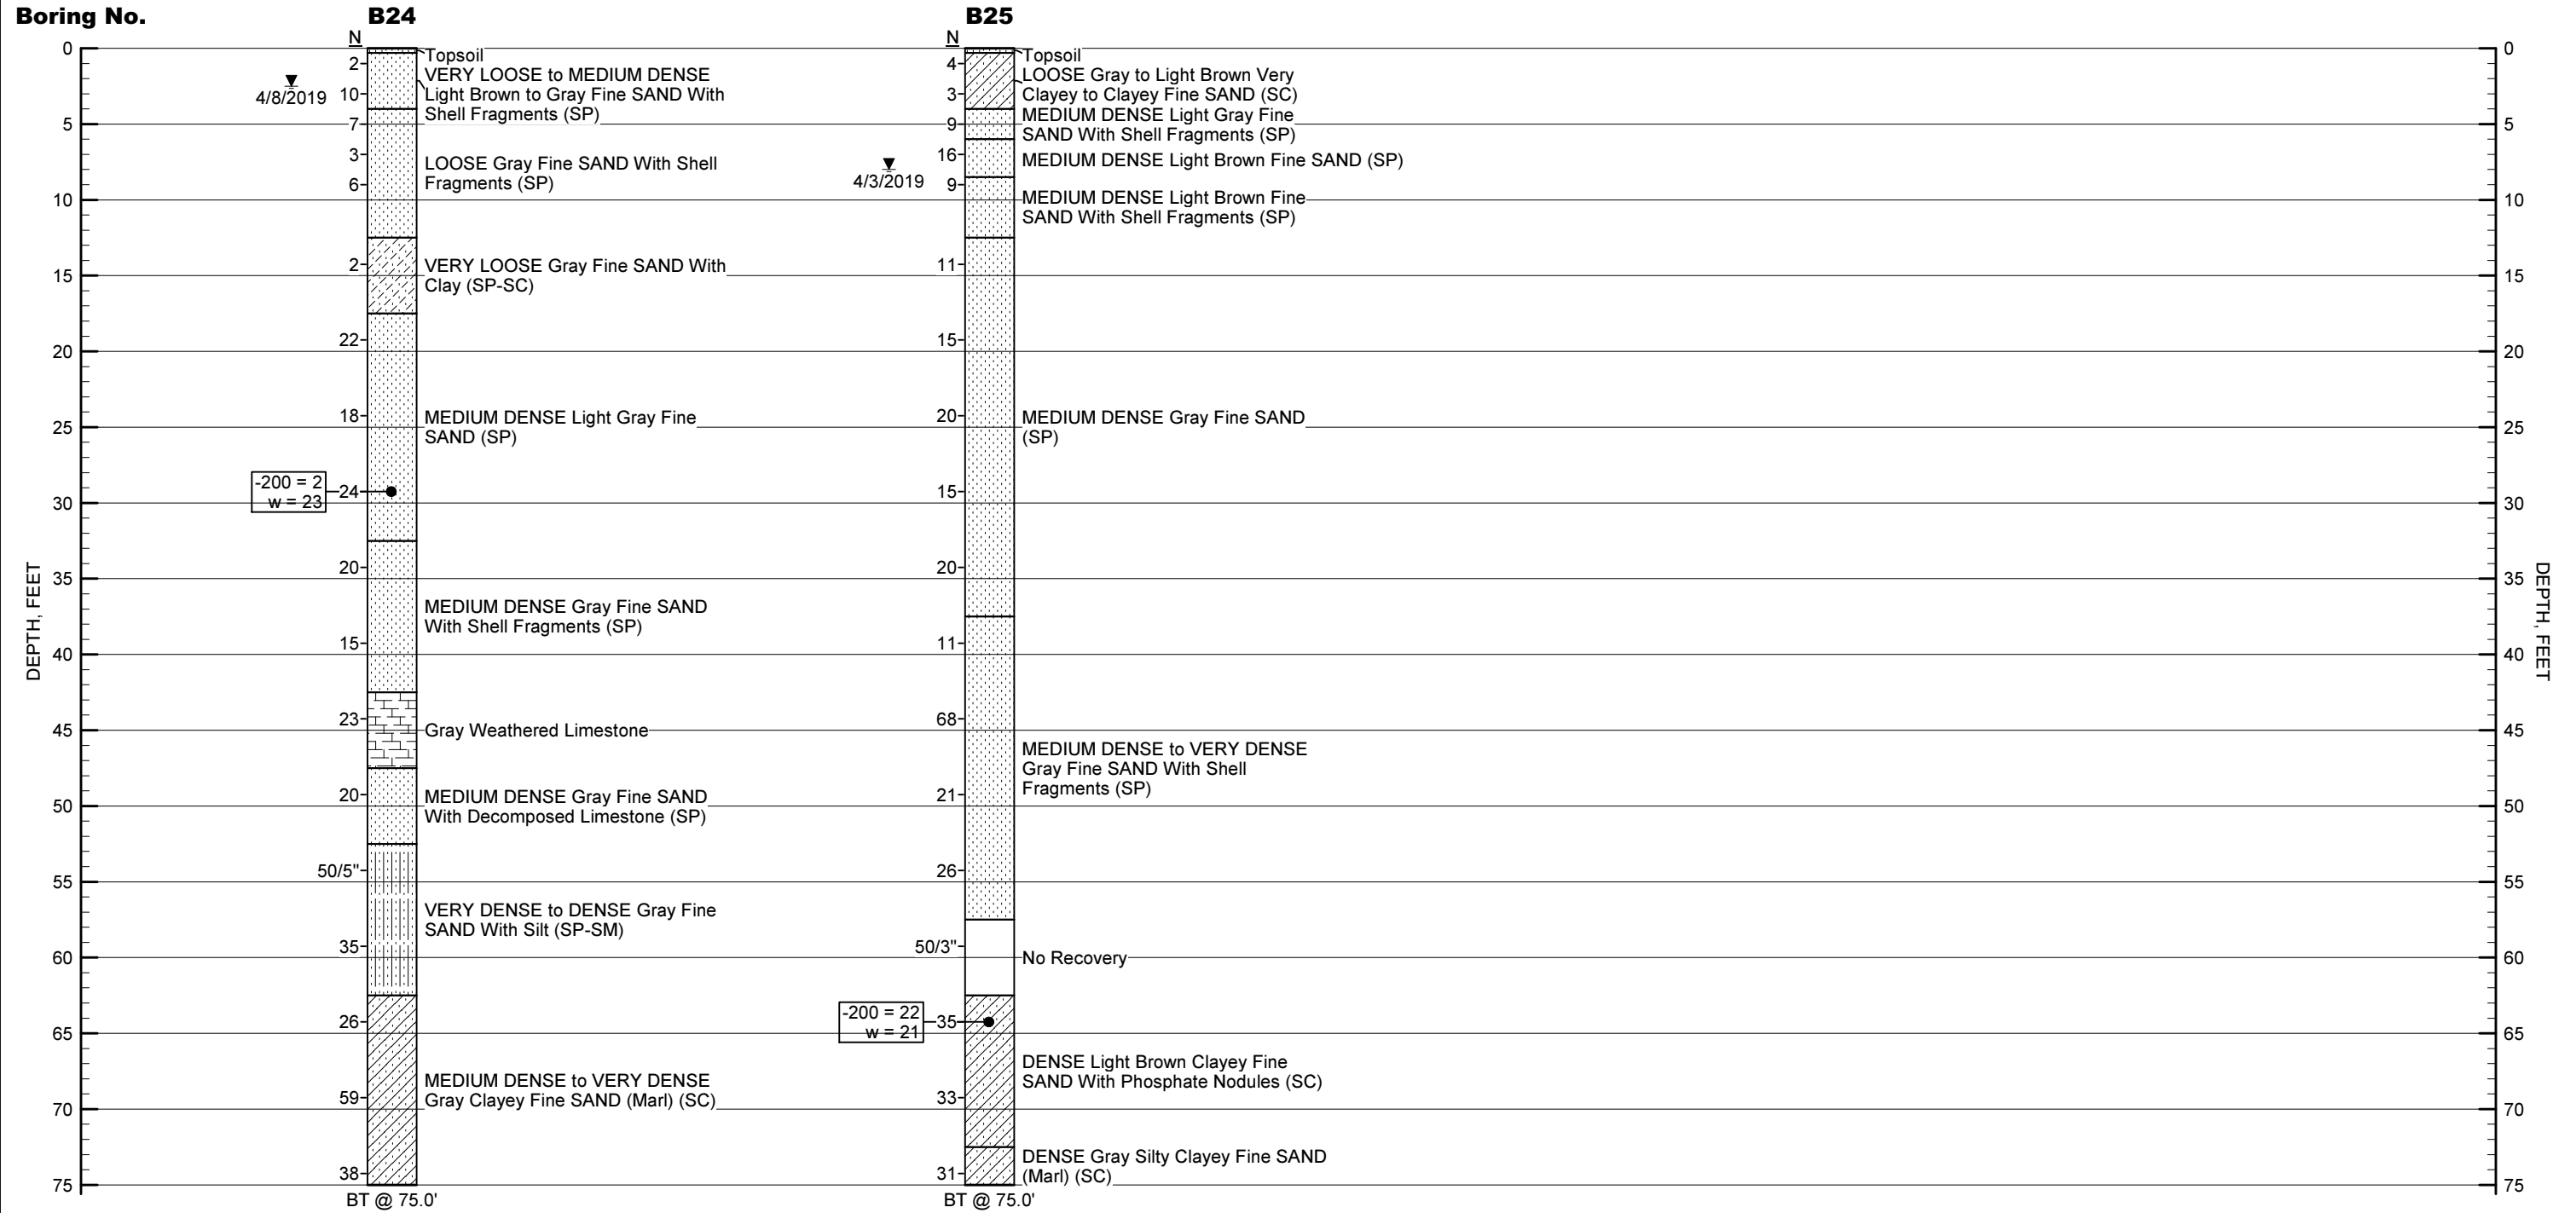 Boring No.
B24
B25
N
N
0
5
10
15
20
25
30
35
40
45
50
55
60
65
70
75
DEPTH, FEET
4/8/2019
2
10
7
3
6
2
22
18
24
20
15
23
20
50/5"
35
26
59
38
-200 = 2
w = 23
Topsoil
VERY LOOSE to MEDIUM DENSE
Light Brown to Gray Fine SAND With
Shell Fragments (SP)
LOOSE Gray Fine SAND With Shell
Fragments (SP)
VERY LOOSE Gray Fine SAND With
Clay (SP-SC)
MEDIUM DENSE Light Gray Fine
SAND (SP)
MEDIUM DENSE Gray Fine SAND
With Shell Fragments (SP)
Gray Weathered Limestone
MEDIUM DENSE Gray Fine SAND
With Decomposed Limestone (SP)
VERY DENSE to DENSE Gray Fine
SAND With Silt (SP-SM)
MEDIUM DENSE to VERY DENSE
Gray Clayey Fine SAND (Marl) (SC)
BT @ 75.0'
4/3/2019
4
3
9
16
9
11
15
20
15
20
11
68
21
26
50/3"
35
33
31
-200 = 22
w = 21
Topsoil
LOOSE Gray to Light Brown Very
Clayey to Clayey Fine SAND (SC)
MEDIUM DENSE Light Gray Fine
SAND With Shell Fragments (SP)
MEDIUM DENSE Light Brown Fine SAND (SP)
MEDIUM DENSE Light Brown Fine
SAND With Shell Fragments (SP)
MEDIUM DENSE Gray Fine SAND
(SP)
MEDIUM DENSE to VERY DENSE
Gray Fine SAND With Shell
Fragments (SP)
No Recovery
DENSE Light Brown Clayey Fine
SAND With Phosphate Nodules (SC)
DENSE Gray Silty Clayey Fine SAND
(Marl) (SC)
BT @ 75.0'
0
5
10
15
20
25
30
35
40
45
50
55
60
65
70
75
DEPTH, FEET